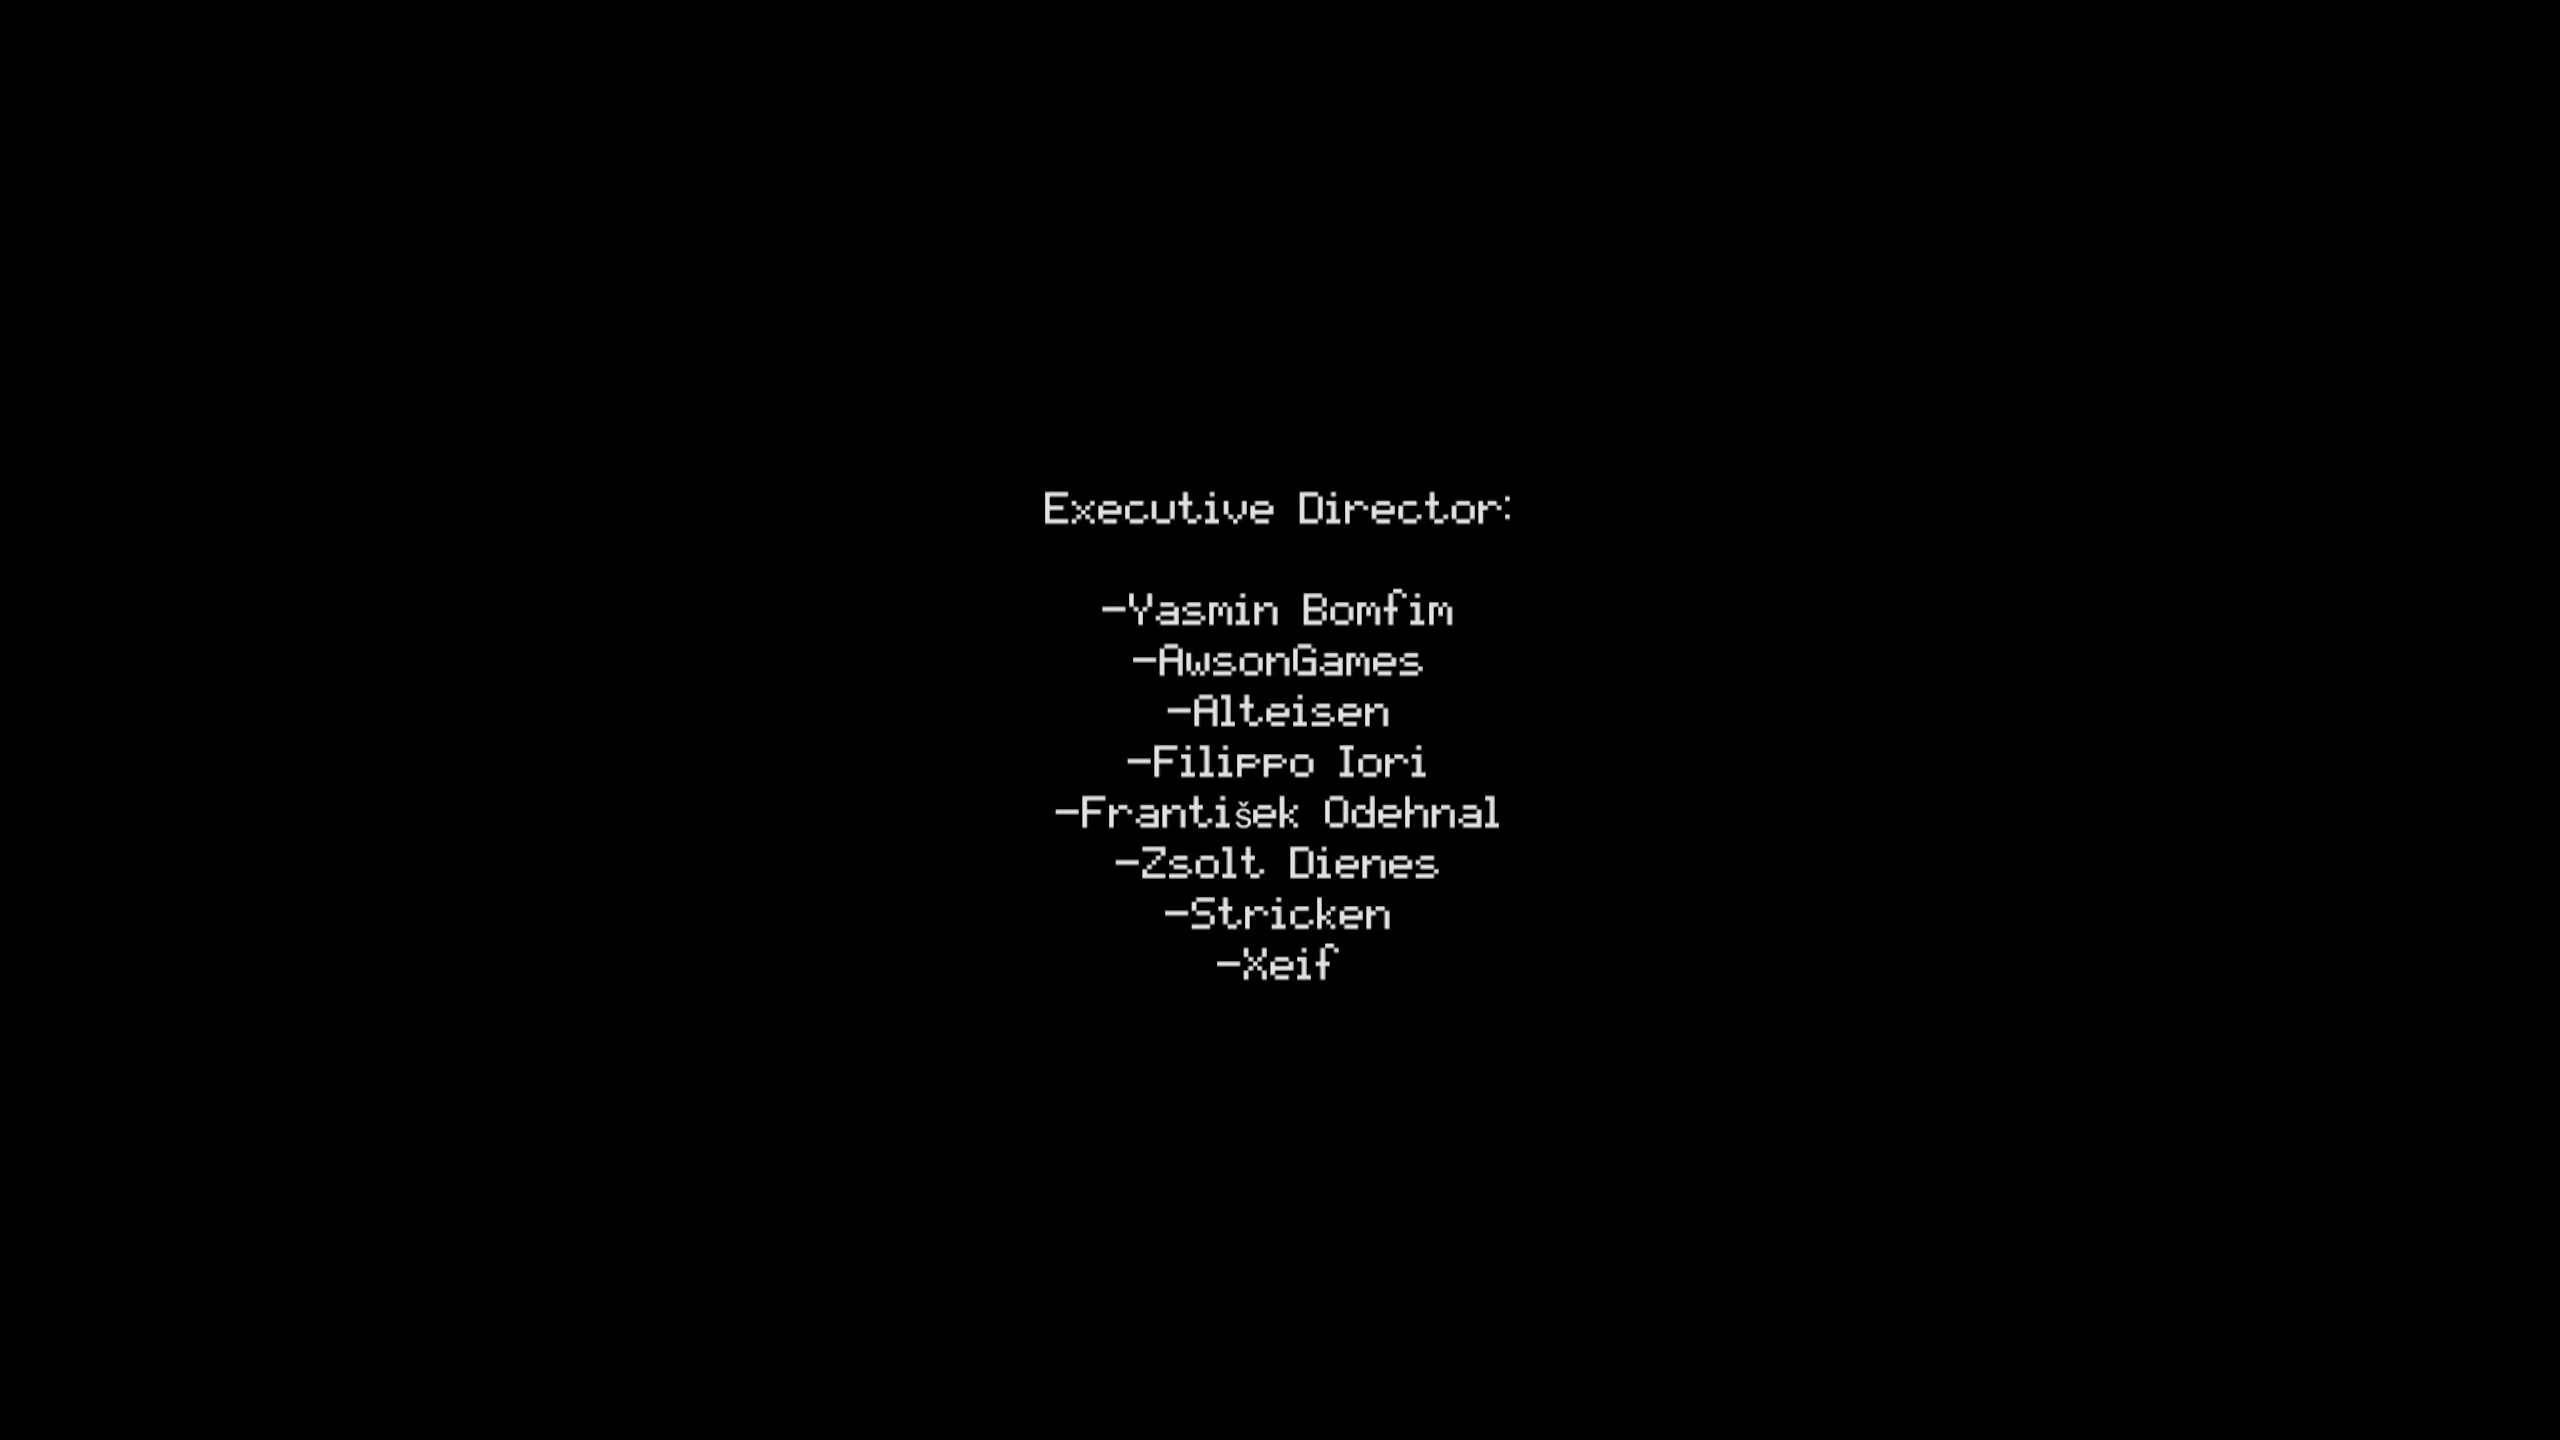 Executive Director:
-Yasmin Bomfim
-AwsonGames
-Alteisen
-Filippo Iori
-František Odehnal
-Zsolt Dienes
-Stricken
-Xeif